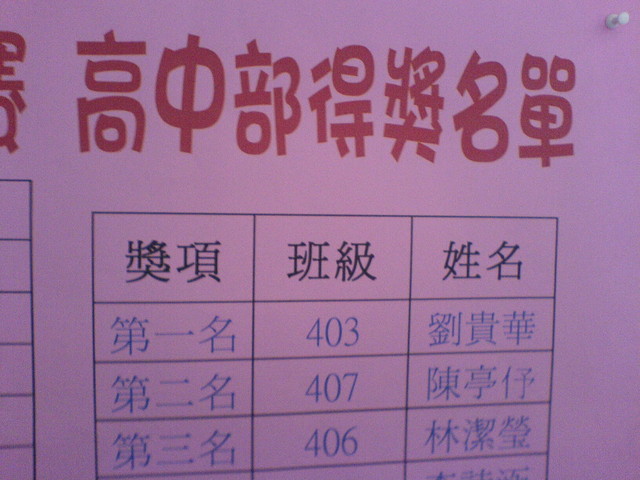 賽 高中部得獎名單
獎項 班級 姓名
第一名 403 劉貴華
第二名 407 陳亭伃
第三名 406 林潔瑩